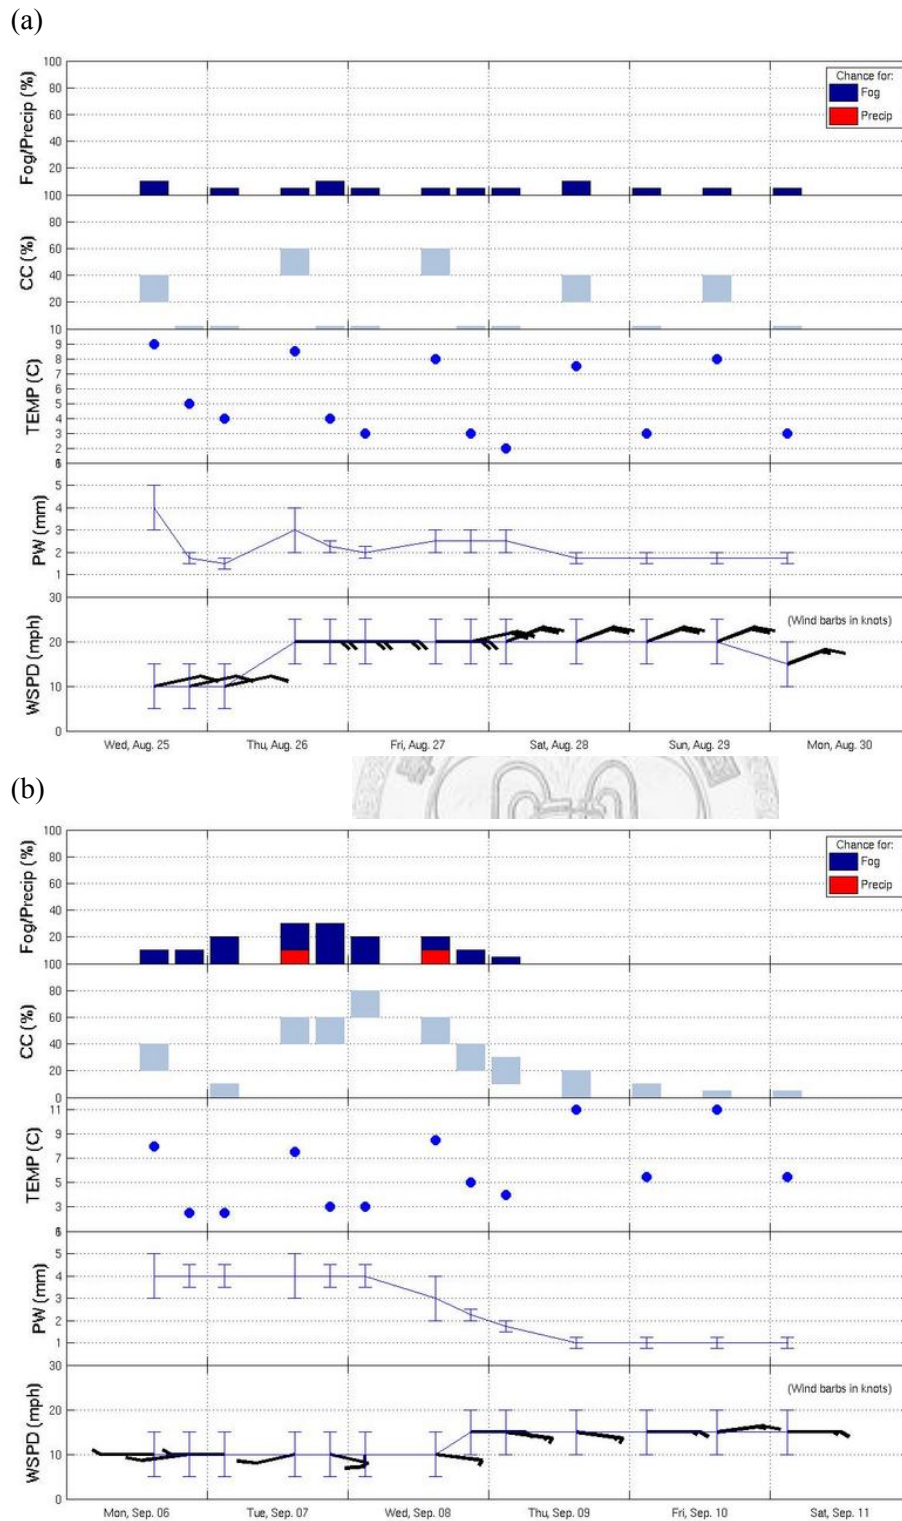 (a)
Fog/Precip (%)
100
80
60
40
20
100
Chance for:
Fog
Precip
CC (%)
80
60
40
20
10
TEMP (C)
9
8
7
6
5
4
3
2
PW (mm)
5
4
3
2
1
WSPD (mph)
30
20
10
0
(Wind barbs in knots)
Wed, Aug. 25 Thu, Aug. 26 Fri, Aug. 27 Sat, Aug. 28 Sun, Aug. 29 Mon, Aug. 30
(b)
Fog/Precip (%)
100
80
60
40
20
100
Chance for:
Fog
Precip
CC (%)
80
60
40
20
0
TEMP (C)
11
9
7
5
3
PW (mm)
5
4
3
2
1
WSPD (mph)
30
20
10
0
(Wind barbs in knots)
Mon, Sep. 06 Tue, Sep. 07 Wed, Sep. 08 Thu, Sep. 09 Fri, Sep. 10 Sat, Sep. 11